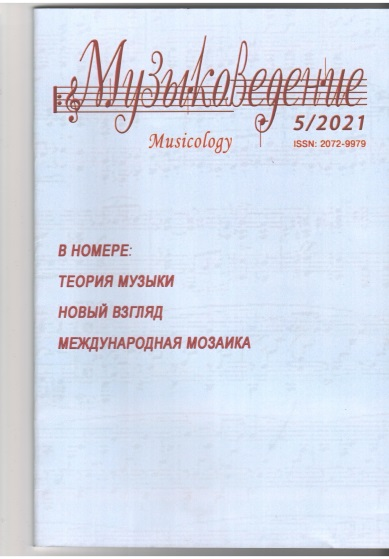 Музыковедение
5/2021
Musicology
ISSN: 2072-9979
В НОМЕРЕ:
ТЕОРИЯ МУЗЫКИ
НОВЫЙ ВЗГЛЯД
МЕЖДУНАРОДНАЯ МОЗАИКА